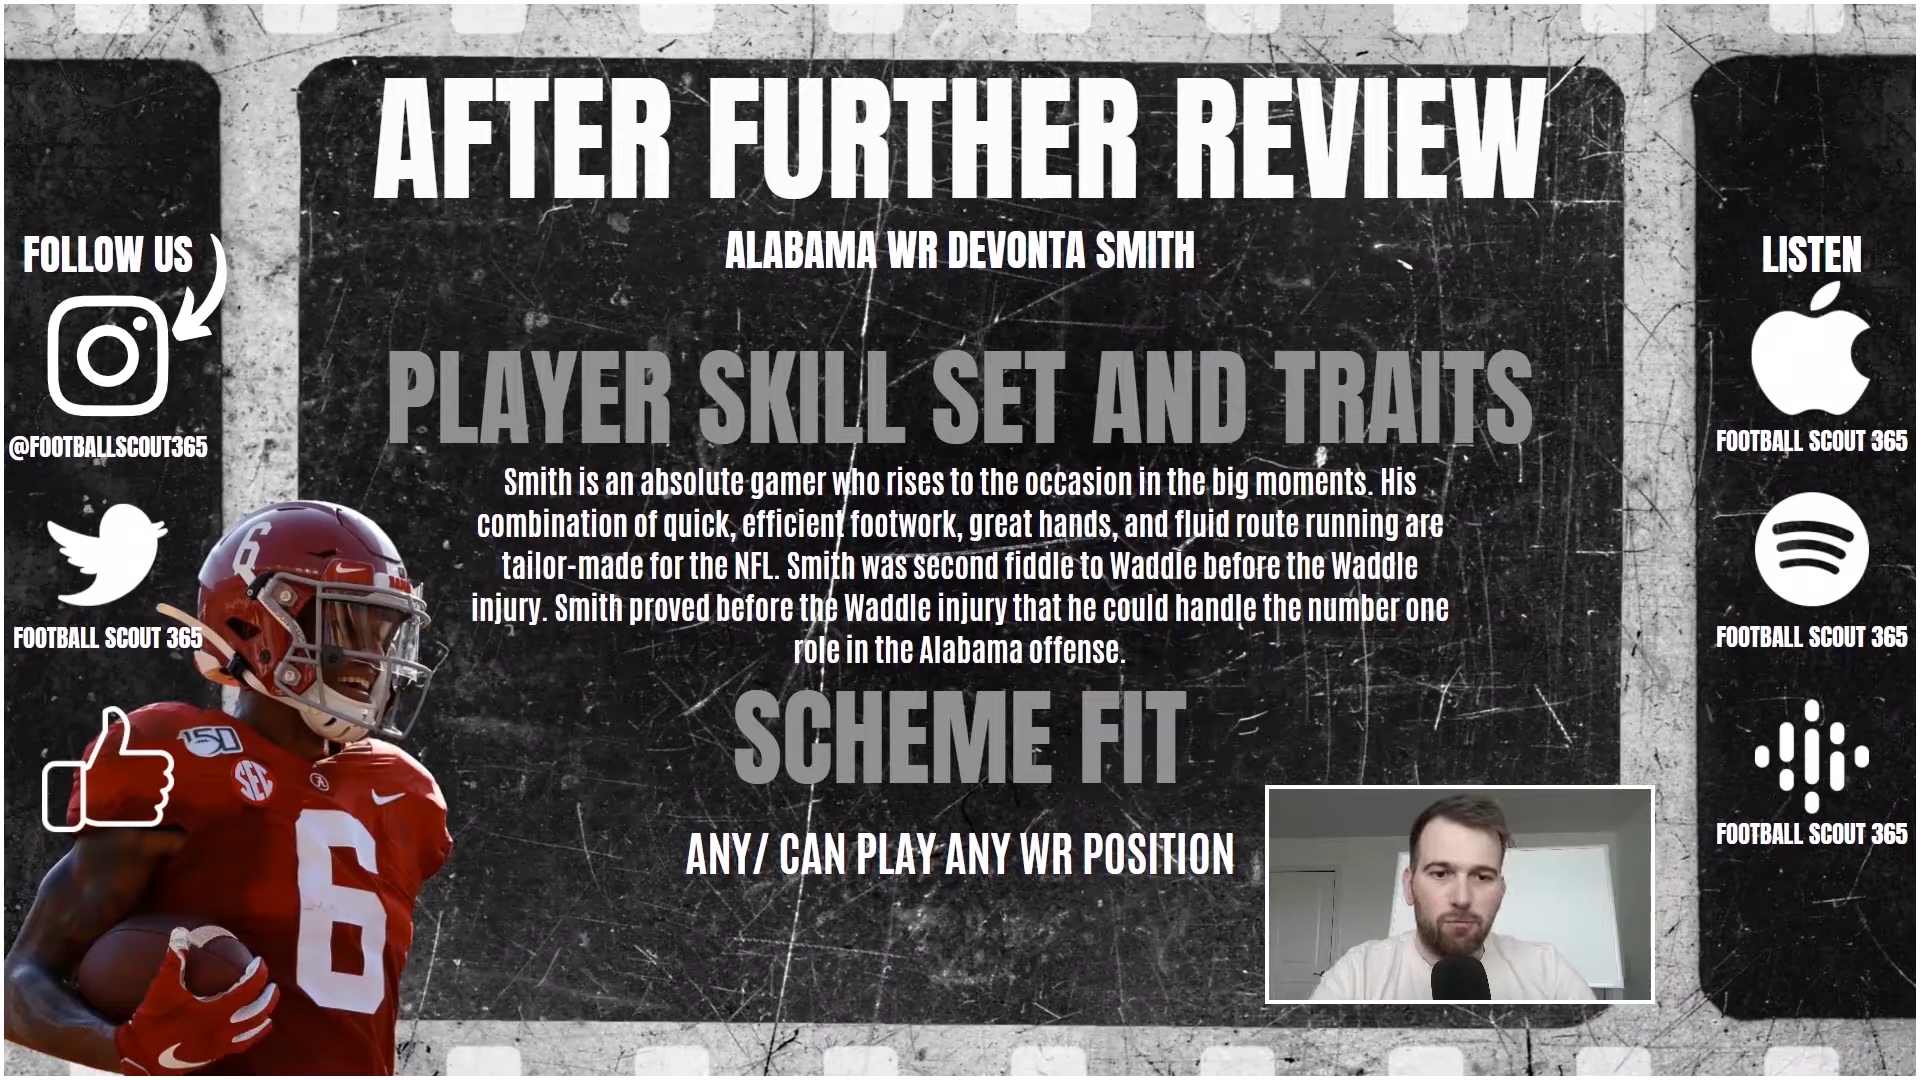 AFTER FURTHER REVIEW
ALABAMA WR DEVONTA SMITH
FOLLOW US
@FOOTBALLSCOUT365
FOOTBALL SCOUT 365
PLAYER SKILL SET AND TRAITS
Smith is an absolute gamer who rises to the occasion in the big moments. His
combination of quick, efficient footwork, great hands, and fluid route running are
tailor-made for the NFL. Smith was second fiddle to Waddle before the Waddle
injury. Smith proved before the Waddle injury that he could handle the number one
role in the Alabama offense.
SCHEME FIT
ANY/ CAN PLAY ANY WR POSITION
6
150
SEC
6
LISTEN
FOOTBALL SCOUT 365
FOOTBALL SCOUT 365
FOOTBALL SCOUT 365